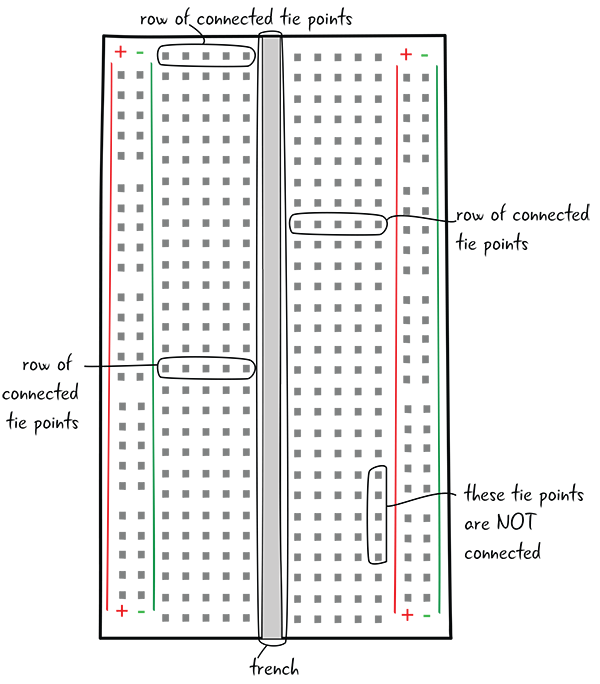 row of connected tie points
+ -
+ -
row of connected
tie points
row of
connected
tie points
these tie points
are NOT
connected
+ -
+ -
trench